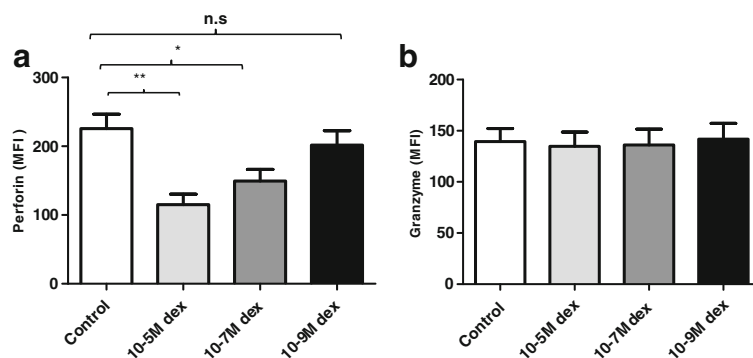 n.s
a
*
b
**
Perforin (MFI)
300
200
100
0
Control
10-5M dex
10-7M dex
10-9M dex
Granzyme (MFI)
200
150
100
50
0
Control
10-5M dex
10-7M dex
10-9M dex